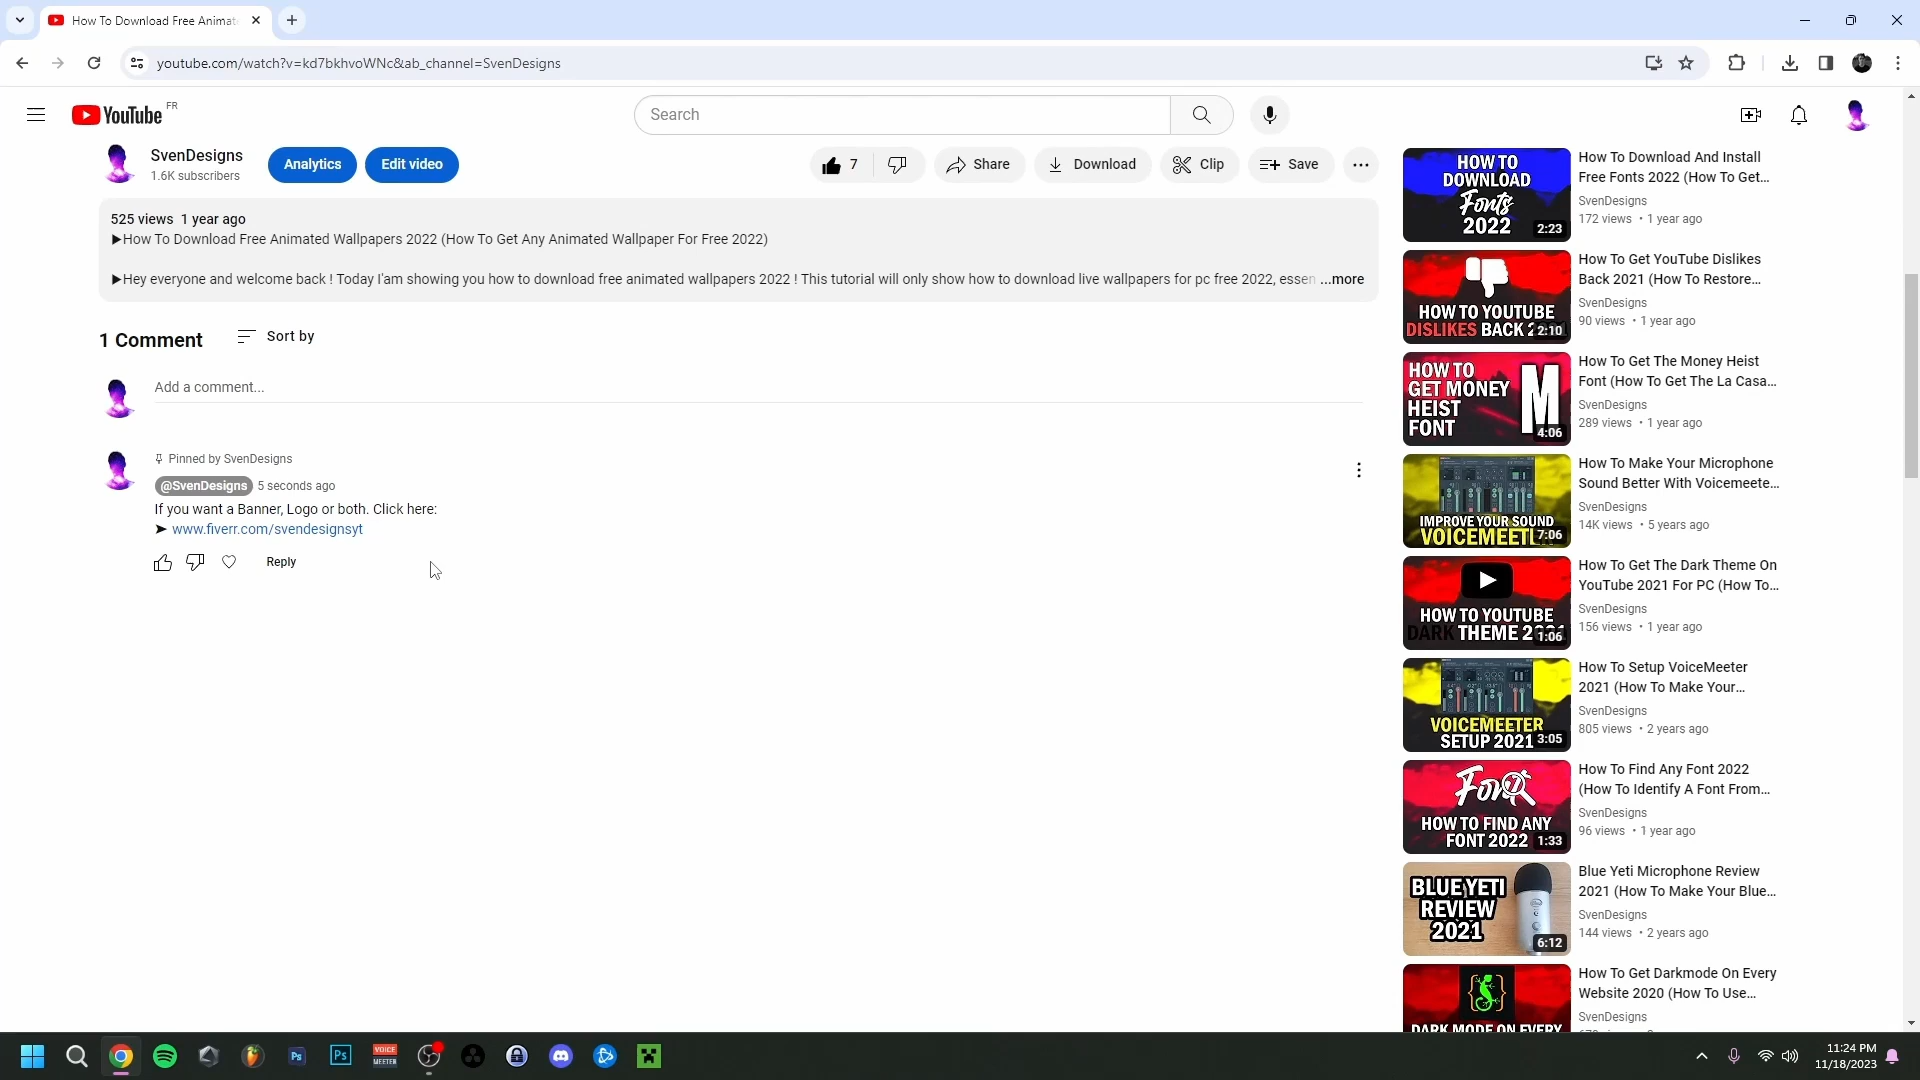 How To Download Free Animat
youtube.com/watch?v=kd7bkhvoWNc&ab_channel=SvenDesigns
YouTube FR
Search
SvenDesigns
1.6K subscribers
Analytics
Edit video
7
Share
Download
Clip
Save
525 views 1 year ago
▶How To Download Free Animated Wallpapers 2022 (How To Get Any Animated Wallpaper For Free 2022)
▶Hey everyone and welcome back ! Today I'am showing you how to download free animated wallpapers 2022 ! This tutorial will only show how to download live wallpapers for pc free 2022, essen ...more
1 Comment
Sort by
Add a comment...
Pinned by SvenDesigns
@SvenDesigns 5 seconds ago
If you want a Banner, Logo or both. Click here:
➤ www.fiverr.com/svendesignsyt
Reply
HOW TO
DOWNLOAD
Fonts
2022
2:23
How To Download And Install
Free Fonts 2022 (How To Get...
SvenDesigns
172 views • 1 year ago
HOW TO YOUTUBE
DISLIKES BACK 2
2:10
How To Get YouTube Dislikes
Back 2021 (How To Restore...
SvenDesigns
90 views • 1 year ago
HOW TO
GET MONEY
HEIST
FONT
M
4:06
How To Get The Money Heist
Font (How To Get The La Casa...
SvenDesigns
289 views • 1 year ago
IMPROVE YOUR SOUND
VOICEMEETE
7:06
How To Make Your Microphone
Sound Better With Voicemeete...
SvenDesigns
14K views • 5 years ago
HOW TO YOUTUBE
DARK THEME 2021
1:06
How To Get The Dark Theme On
YouTube 2021 For PC (How To...
SvenDesigns
156 views • 1 year ago
VOICEMEETER
SETUP 2021
3:05
How To Setup VoiceMeeter
2021 (How To Make Your...
SvenDesigns
805 views • 2 years ago
Font
HOW TO FIND ANY
FONT 2022
1:33
How To Find Any Font 2022
(How To Identify A Font From...
SvenDesigns
96 views • 1 year ago
BLUE YETI
REVIEW
2021
6:12
Blue Yeti Microphone Review
2021 (How To Make Your Blue...
SvenDesigns
144 views • 2 years ago
DARK MODE ON EVERY
How To Get Darkmode On Every
Website 2020 (How To Use...
SvenDesigns
Ps
Ps
VOICE
MEETER
11:24 PM
11/18/2023